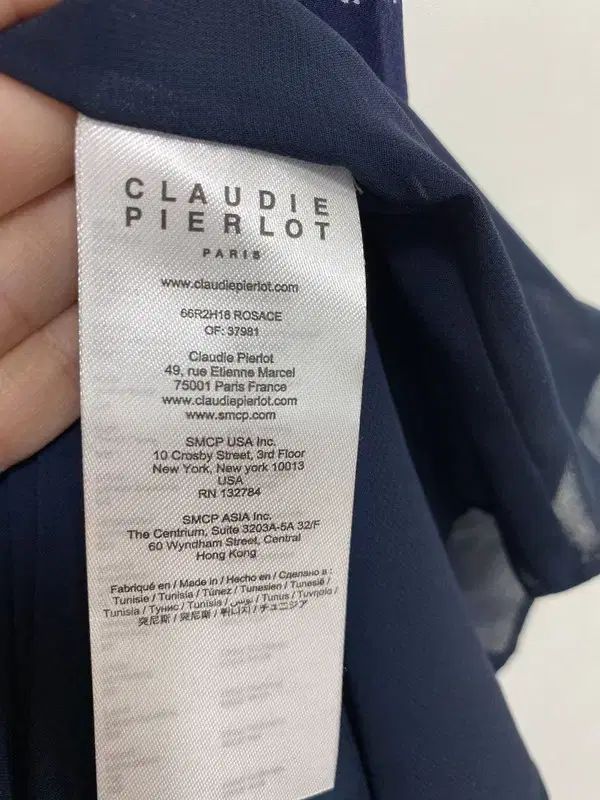 CLAUDIE
PIERLOT
PARIS
www.claudiepierlot.com
66R2H18 ROSACE
OF: 37981
Claudie Pierlot
49, rue Etienne Marcel
75001 Paris France
www.claudiepierlot.com
www.smcp.com
SMCP USA Inc.
10 Crosby Street, 3rd Floor
New York, New york 10013
USA
RN 132784
SMCP ASIA Inc.
The Centrium, Suite 3203A-5A 32/F
60 Wyndham Street, Central
Hong Kong
Fabriqué en / Made in / Hecho en / Сделано в :
Tunisie / Tunisia / Túnez / Tunesien / Tunesië /
Tunisia / Тунис / Tunísia / تونس / Tunus /
突尼斯 / 突尼斯 / 튀니지 / チュニジア